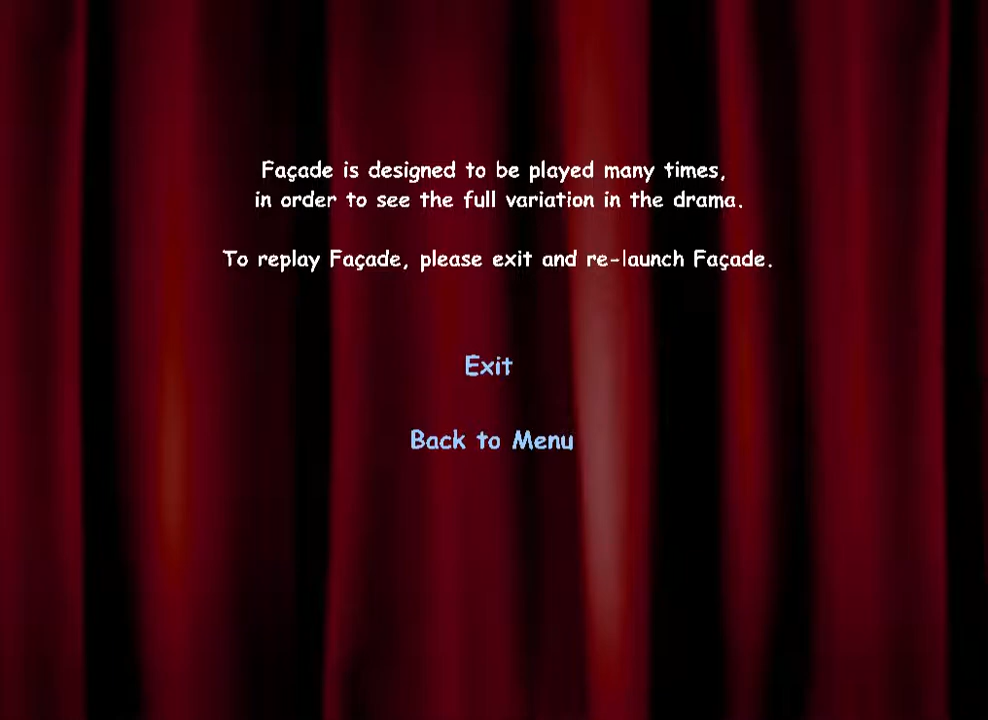 Façade is designed to be played many times,
in order to see the full variation in the drama.
To replay Façade, please exit and re-launch Façade.
Exit
Back to Menu